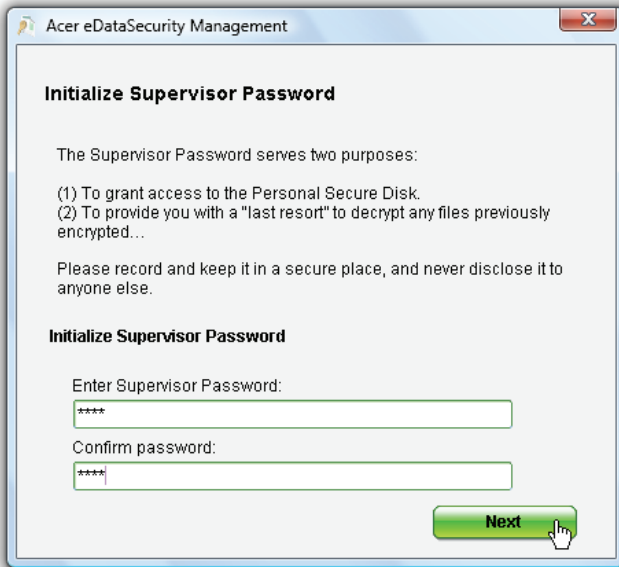 Acer eDataSecurity Management
x
Initialize Supervisor Password
The Supervisor Password serves two purposes:
(1) To grant access to the Personal Secure Disk.
(2) To provide you with a "last resort" to decrypt any files previously
encrypted...
Please record and keep it in a secure place, and never disclose it to
anyone else.
Initialize Supervisor Password
Enter Supervisor Password:
****
Confirm password:
****
Next